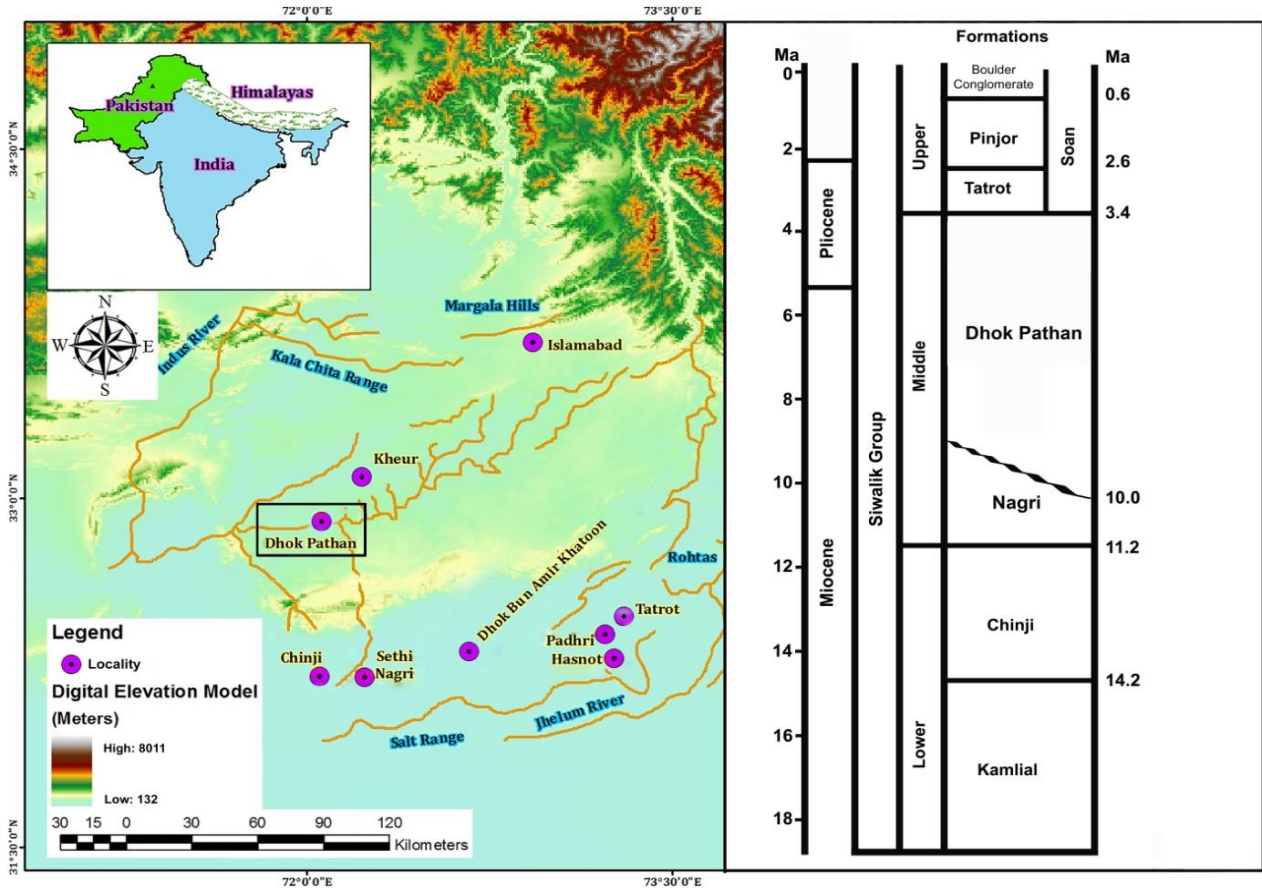 72°0'0"E
73°30'0"E
34°30'0"N
33°0'0"N
31°30'0"N
Pakistan
Himalayas
India
N
W
E
S
Indus River
Margala Hills
Islamabad
Kala Chita Range
Kheur
Dhok Pathan
Dhok Bun Amir Khatoon
Rohtas
Tatrot
Padhri
Hasnot
Chinji
Sethi
Nagri
Jhelum River
Salt Range
Legend
Locality
Digital Elevation Model
(Meters)
High: 8011
Low: 132
30 15 0 30 60 90 120
Kilometers
72°0'0"E
73°30'0"E
Formations
Ma
Ma
0
2
4
6
8
10
12
14
16
18
Pliocene
Miocene
Siwalik Group
Upper
Middle
Lower
Boulder
Conglomerate
Pinjor
Tatrot
Soan
Dhok Pathan
Nagri
Chinji
Kamlial
0.6
2.6
3.4
10.0
11.2
14.2